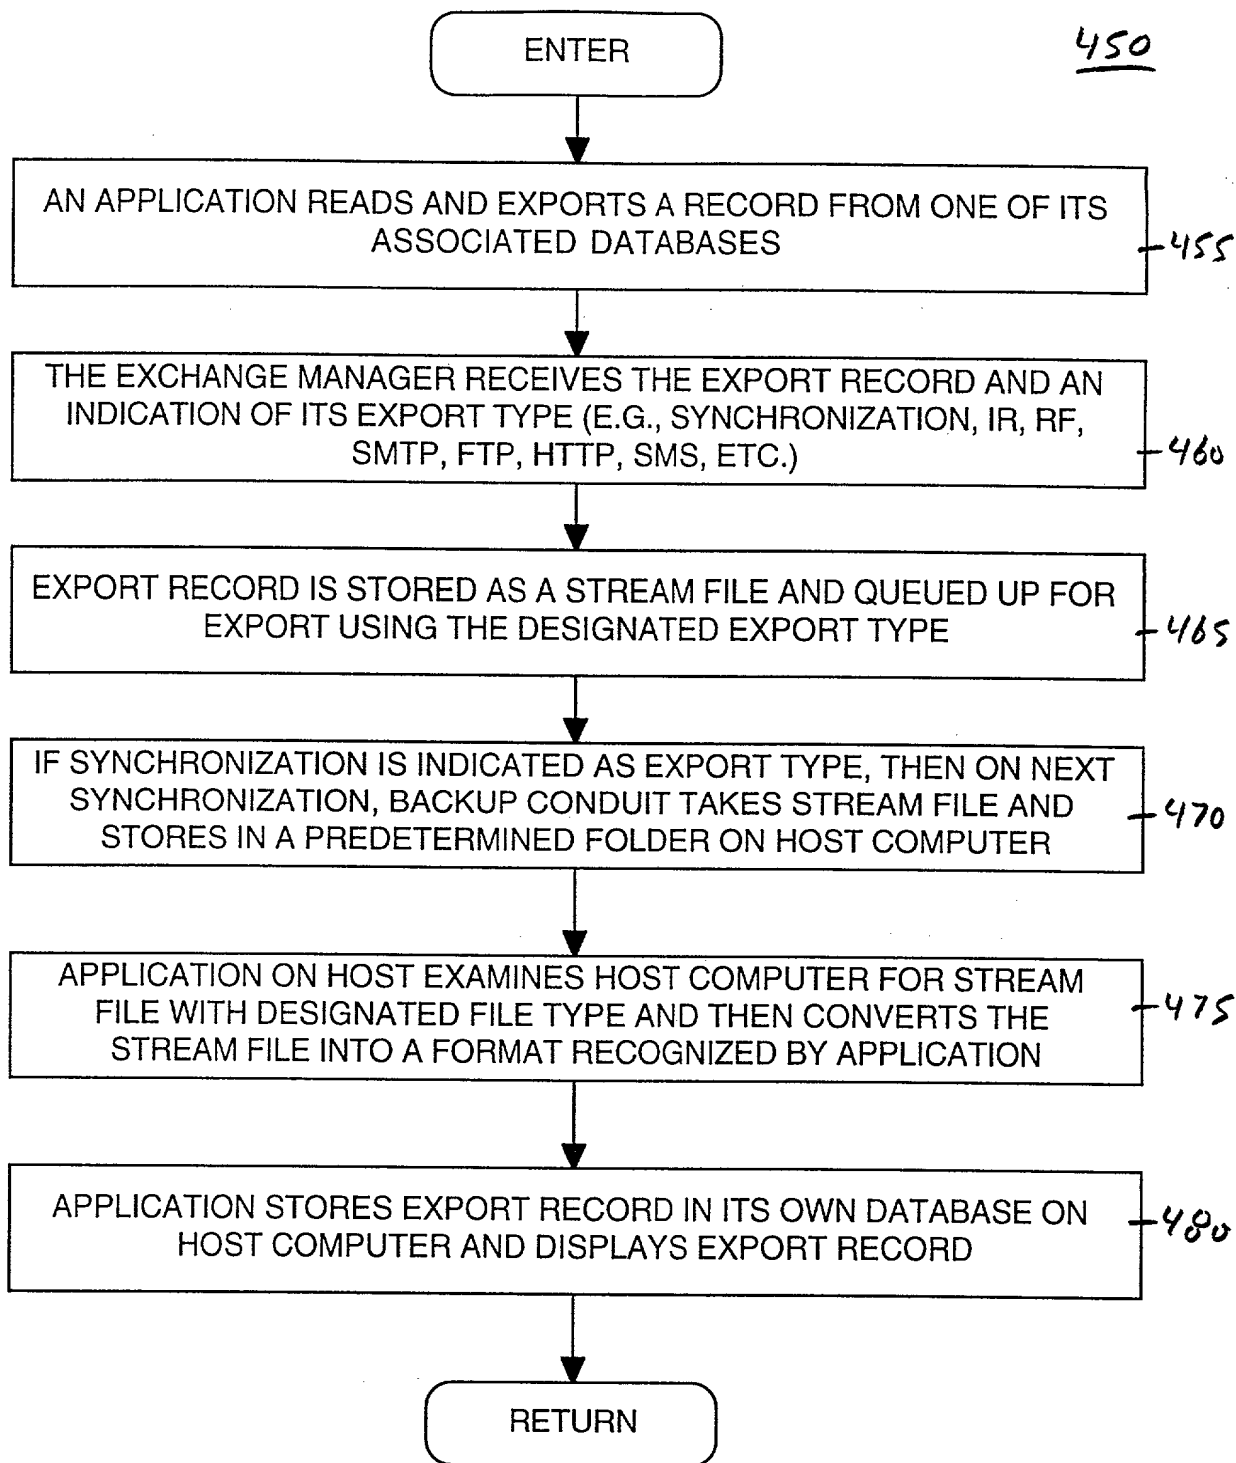 ENTER
450
AN APPLICATION READS AND EXPORTS A RECORD FROM ONE OF ITS
ASSOCIATED DATABASES
455
THE EXCHANGE MANAGER RECEIVES THE EXPORT RECORD AND AN
INDICATION OF ITS EXPORT TYPE (E.G., SYNCHRONIZATION, IR, RF,
SMTP, FTP, HTTP, SMS, ETC.)
460
EXPORT RECORD IS STORED AS A STREAM FILE AND QUEUED UP FOR
EXPORT USING THE DESIGNATED EXPORT TYPE
465
IF SYNCHRONIZATION IS INDICATED AS EXPORT TYPE, THEN ON NEXT
SYNCHRONIZATION, BACKUP CONDUIT TAKES STREAM FILE AND
STORES IN A PREDETERMINED FOLDER ON HOST COMPUTER
470
APPLICATION ON HOST EXAMINES HOST COMPUTER FOR STREAM
FILE WITH DESIGNATED FILE TYPE AND THEN CONVERTS THE
STREAM FILE INTO A FORMAT RECOGNIZED BY APPLICATION
475
APPLICATION STORES EXPORT RECORD IN ITS OWN DATABASE ON
HOST COMPUTER AND DISPLAYS EXPORT RECORD
480
RETURN